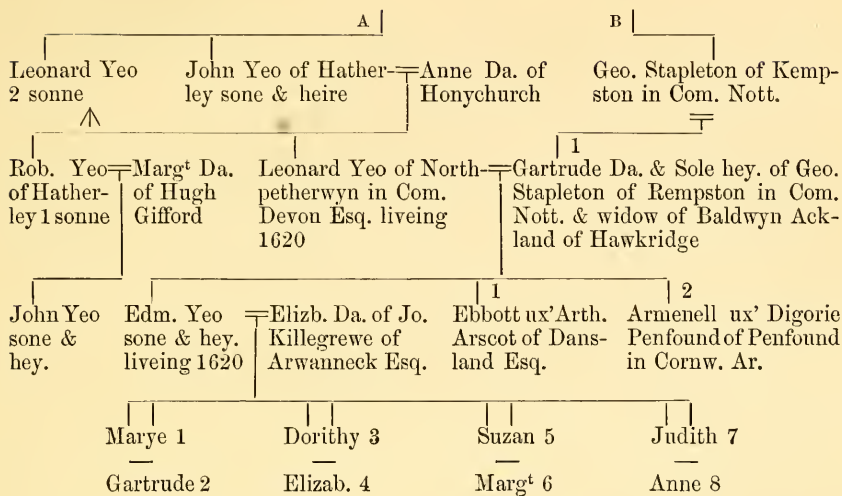 A B
Leonard Yeo John Yeo of Hather- Anne Da. of Geo. Stapleton of Kemp-
2 sonne ley sone & heire Honychurch ston in Com. Nott.
1
Rob. Yeo Margᵗ Da. Leonard Yeo of North- Gartrude Da. & Sole hey. of Geo.
of Hather- of Hugh petherwyn in Com. Stapleton of Rempston in Com.
ley 1 sonne Gifford Devon Esq. liveing Nott. & widow of Baldwyn Ack-
1620 land of Hawkridge
1 2
John Yeo Edm. Yeo Elizb. Da. of Jo. Ebbott ux' Arth. Armenell ux' Digorie
sone & sone & hey. Killegrewe of Arscot of Dans- Penfound of Penfound
hey. liveing 1620 Arwanneck Esq. land Esq. in Cornw. Ar.
Marye 1 Dorithy 3 Suzan 5 Judith 7
Gartrude 2 Elizab. 4 Margᵗ 6 Anne 8